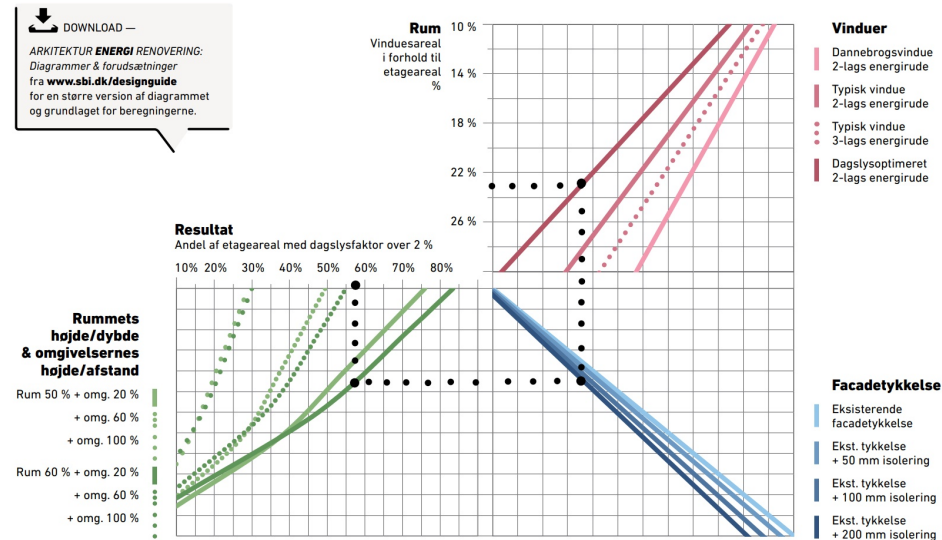 DOWNLOAD —
ARKITEKTUR ENERGI RENOVERING:
Diagrammer & forudsætninger
fra www.sbi.dk/designguide
for en større version af diagrammet
og grundlaget for beregningerne.
Rum
Vinduesareal
i forhold til
etageareal
%
10 %
14 %
18 %
22 %
26 %
Vinduer
Dannebrogsvindue
2-lags energirude
Typisk vindue
2-lags energirude
Typisk vindue
3-lags energirude
Dagslysoptimeret
2-lags energirude
Resultat
Andel af etageareal med dagslysfaktor over 2 %
10% 20% 30% 40% 50% 60% 70% 80%
Rummets
højde/dybde
& omgivelsernes
højde/afstand
Rum 50 % + omg. 20 %
+ omg. 60 %
+ omg. 100 %
Rum 60 % + omg. 20 %
+ omg. 60 %
+ omg. 100 %
Facadetykkelse
Eksisterende
facadetykkelse
Ekst. tykkelse
+ 50 mm isolering
Ekst. tykkelse
+ 100 mm isolering
Ekst. tykkelse
+ 200 mm isolering